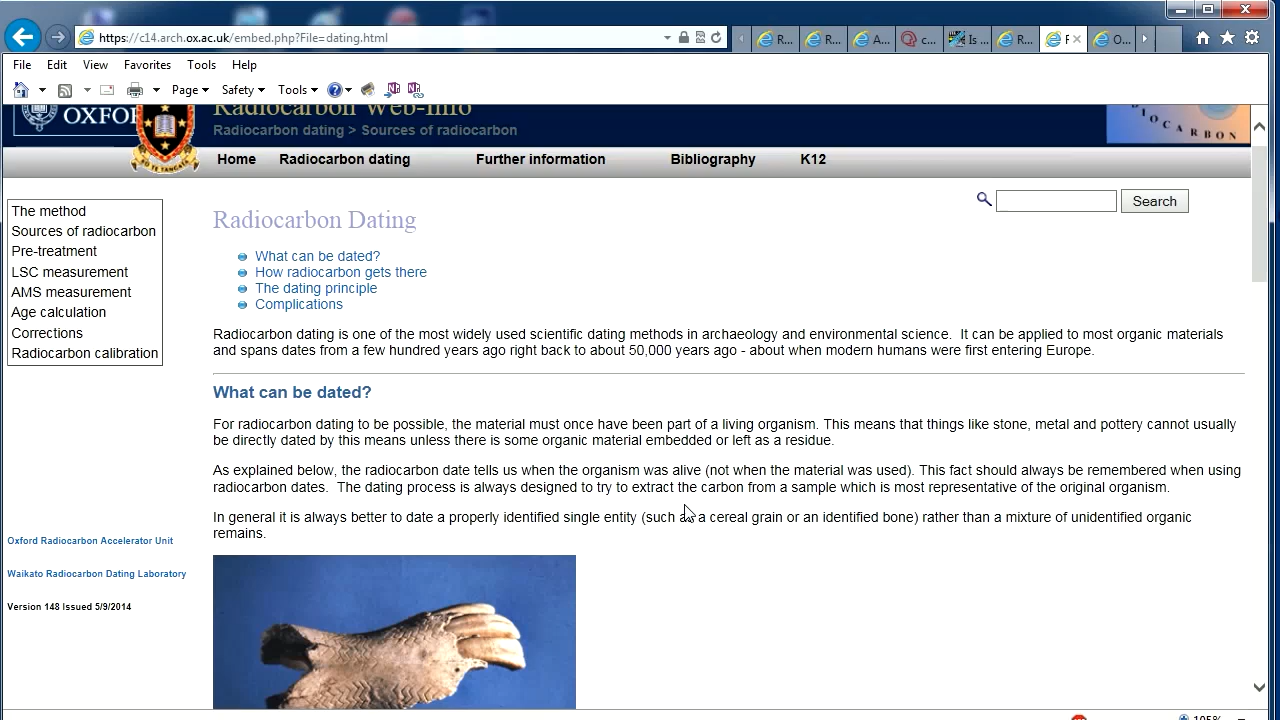 https://c14.arch.ox.ac.uk/embed.php?File=dating.html
R...
R...
A...
c...
Is ...
R...
F
O...
File Edit View Favorites Tools Help
Page Safety Tools
OXFO
Radiocarbon Web-Info
Radiocarbon dating > Sources of radiocarbon
IOCARBON
Home Radiocarbon dating Further information Bibliography K12
Search
The method
Sources of radiocarbon
Pre-treatment
LSC measurement
AMS measurement
Age calculation
Corrections
Radiocarbon calibration
Oxford Radiocarbon Accelerator Unit
Waikato Radiocarbon Dating Laboratory
Version 148 Issued 5/9/2014
Radiocarbon Dating
What can be dated?
How radiocarbon gets there
The dating principle
Complications
Radiocarbon dating is one of the most widely used scientific dating methods in archaeology and environmental science.  It can be applied to most organic materials
and spans dates from a few hundred years ago right back to about 50,000 years ago - about when modern humans were first entering Europe.
What can be dated?
For radiocarbon dating to be possible, the material must once have been part of a living organism. This means that things like stone, metal and pottery cannot usually
be directly dated by this means unless there is some organic material embedded or left as a residue.
As explained below, the radiocarbon date tells us when the organism was alive (not when the material was used). This fact should always be remembered when using
radiocarbon dates.  The dating process is always designed to try to extract the carbon from a sample which is most representative of the original organism.
In general it is always better to date a properly identified single entity (such as a cereal grain or an identified bone) rather than a mixture of unidentified organic
remains.
105%